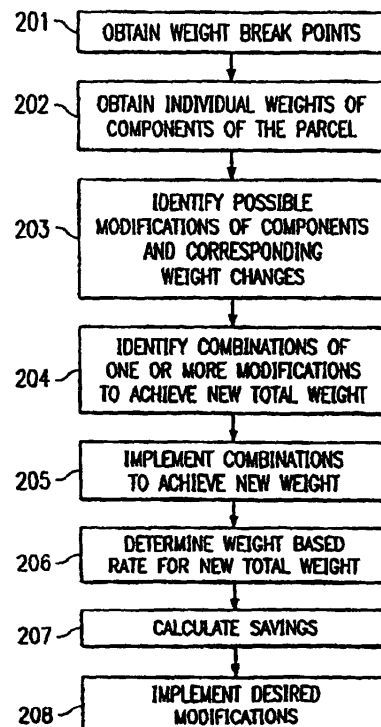 201
OBTAIN WEIGHT BREAK POINTS
202
OBTAIN INDIVIDUAL WEIGHTS OF
COMPONENTS OF THE PARCEL
203
IDENTIFY POSSIBLE
MODIFICATIONS OF COMPONENTS
AND CORRESPONDING
WEIGHT CHANGES
204
IDENTIFY COMBINATIONS OF
ONE OR MORE MODIFICATIONS
TO ACHIEVE NEW TOTAL WEIGHT
205
IMPLEMENT COMBINATIONS
TO ACHIEVE NEW WEIGHT
206
DETERMINE WEIGHT BASED
RATE FOR NEW TOTAL WEIGHT
207
CALCULATE SAVINGS
208
IMPLEMENT DESIRED
MODIFICATIONS